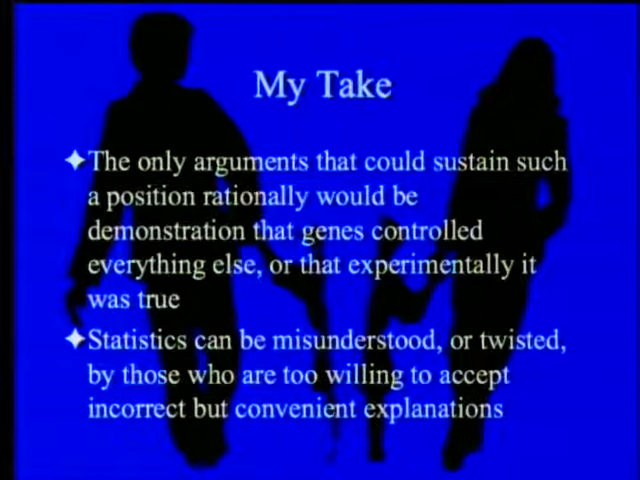 My Take
The only arguments that could sustain such
a position rationally would be
demonstration that genes controlled
everything else, or that experimentally it
was true
Statistics can be misunderstood, or twisted,
by those who are too willing to accept
incorrect but convenient explanations